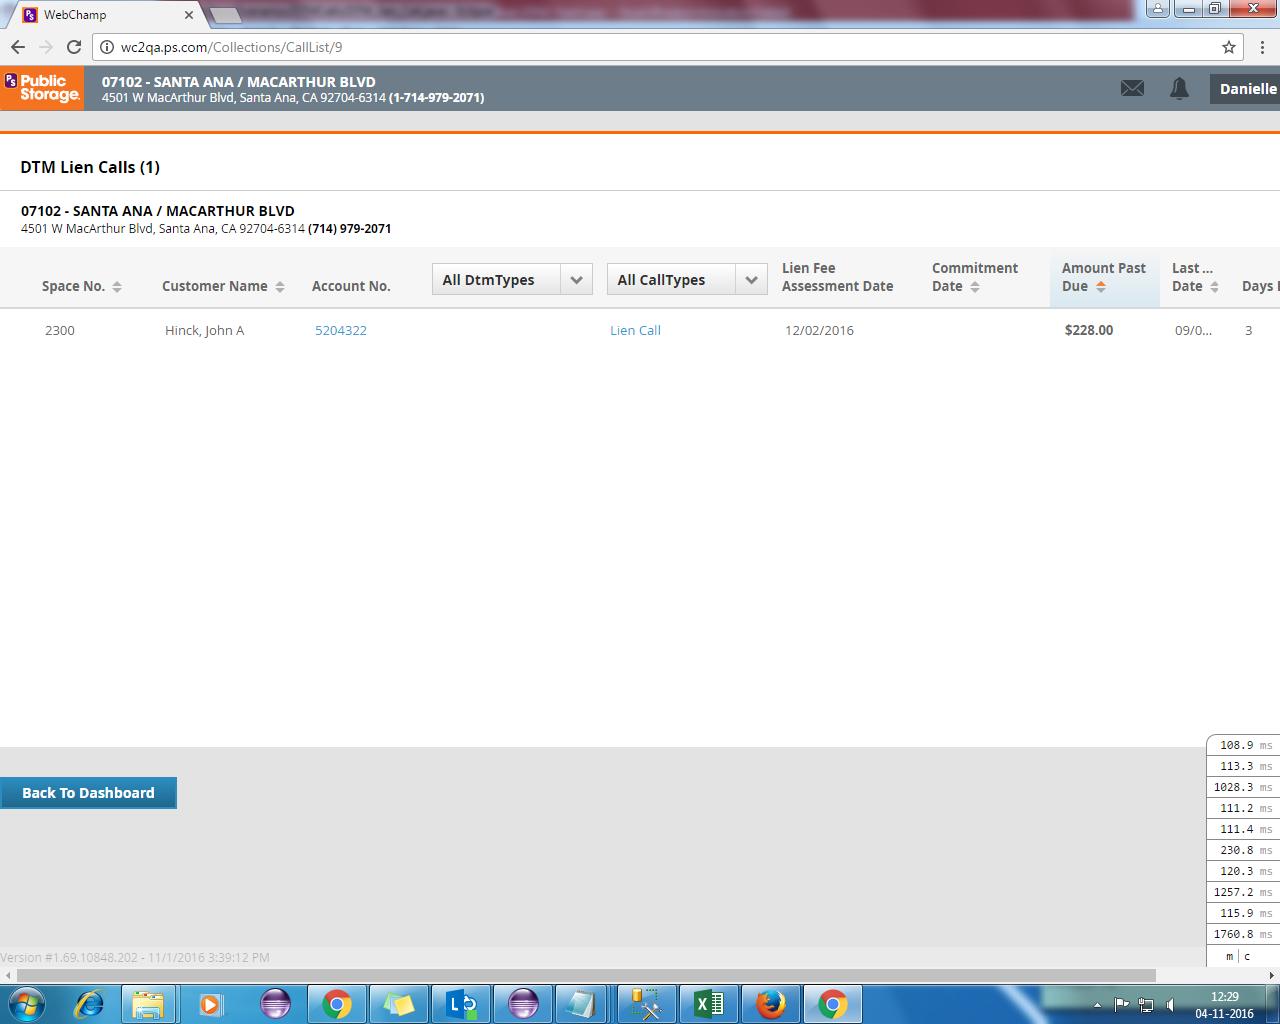 WebChamp
wc2qa.ps.com/Collections/CallList/9
PS Public Storage.
07102 - SANTA ANA / MACARTHUR BLVD
4501 W MacArthur Blvd, Santa Ana, CA 92704-6314 (1-714-979-2071)
Danielle
DTM Lien Calls (1)
07102 - SANTA ANA / MACARTHUR BLVD
4501 W MacArthur Blvd, Santa Ana, CA 92704-6314 (714) 979-2071
Space No. Customer Name Account No. All DtmTypes All CallTypes Lien Fee Assessment Date Commitment Date Amount Past Due Last ... Date Days
2300 Hinck, John A 5204322 Lien Call 12/02/2016 $228.00 09/0... 3
108.9 ms
113.3 ms
1028.3 ms
111.2 ms
111.4 ms
230.8 ms
120.3 ms
1257.2 ms
115.9 ms
1760.8 ms
m | c
Back To Dashboard
Version #1.69.10848.202 - 11/1/2016 3:39:12 PM
12:29
04-11-2016